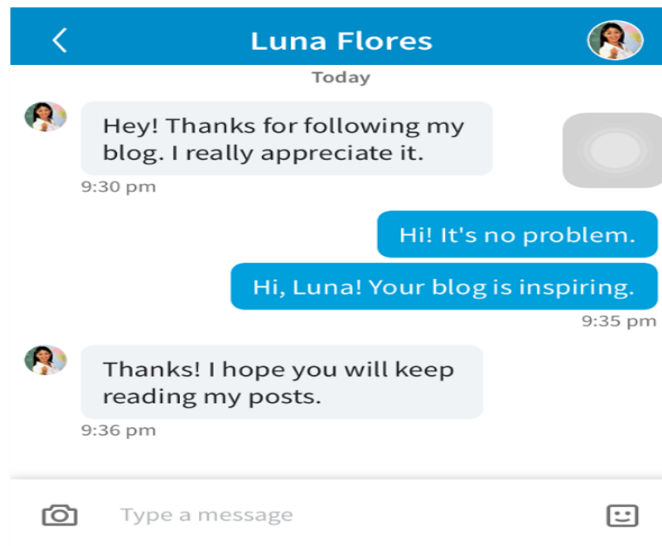 Luna Flores
Today
Hey! Thanks for following my
blog. I really appreciate it.
9:30 pm
Hi! It's no problem.
Hi, Luna! Your blog is inspiring.
9:35 pm
Thanks! I hope you will keep
reading my posts.
9:36 pm
Type a message